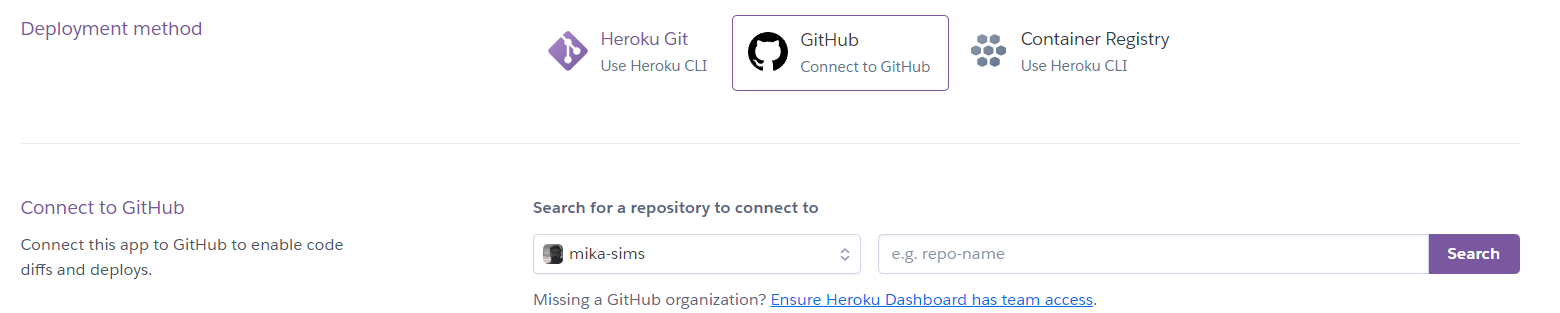 Deployment method
Heroku Git
Use Heroku CLI
GitHub
Connect to GitHub
Container Registry
Use Heroku CLI
Connect to GitHub
Connect this app to GitHub to enable code
diffs and deploys.
Search for a repository to connect to
mika-sims
e.g. repo-name
Search
Missing a GitHub organization? Ensure Heroku Dashboard has team access.